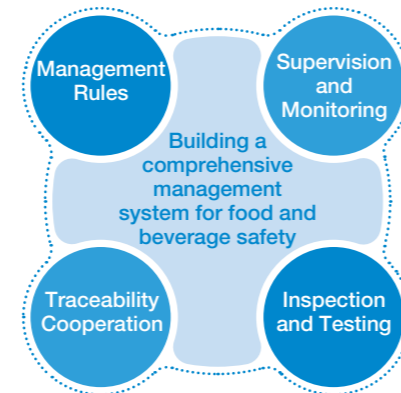 Management
Rules
Supervision
and
Monitoring
Building a
comprehensive
management
system for food and
beverage safety
Traceability
Cooperation
Inspection
and Testing